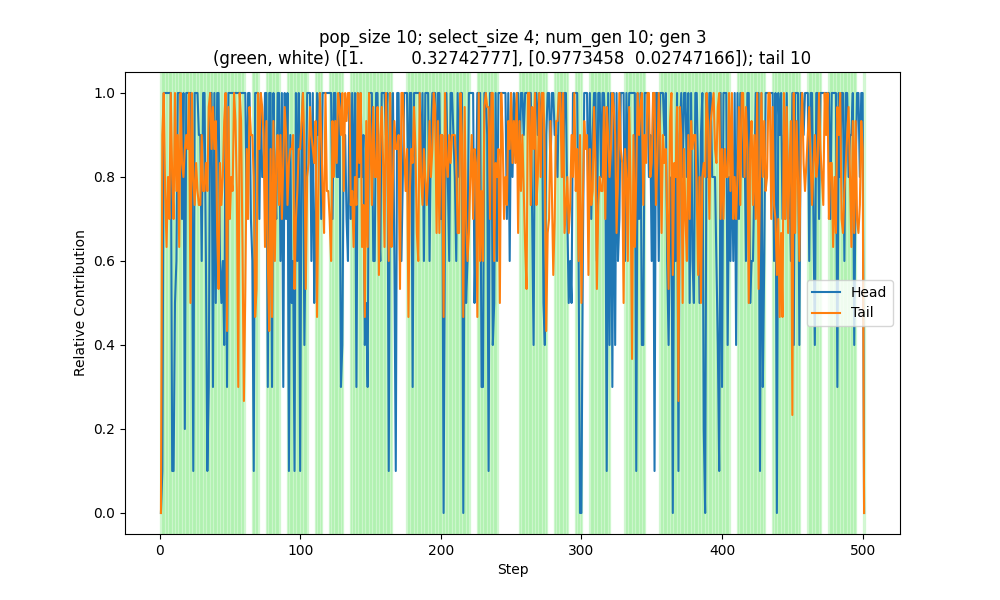 pop_size 10; select_size 4; num_gen 10; gen 3
(green, white) ([1.          0.32742777], [0.9773458  0.02747166]); tail 10
Relative Contribution
1.0
0.8
0.6
0.4
0.2
0.0
Head
Tail
0
100
200
300
400
500
Step